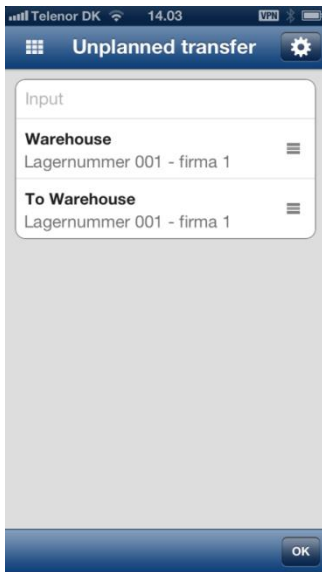 Telenor DK 14.03 VPN
Unplanned transfer
Input
Warehouse
Lagernummer 001 - firma 1
To Warehouse
Lagernummer 001 - firma 1
OK